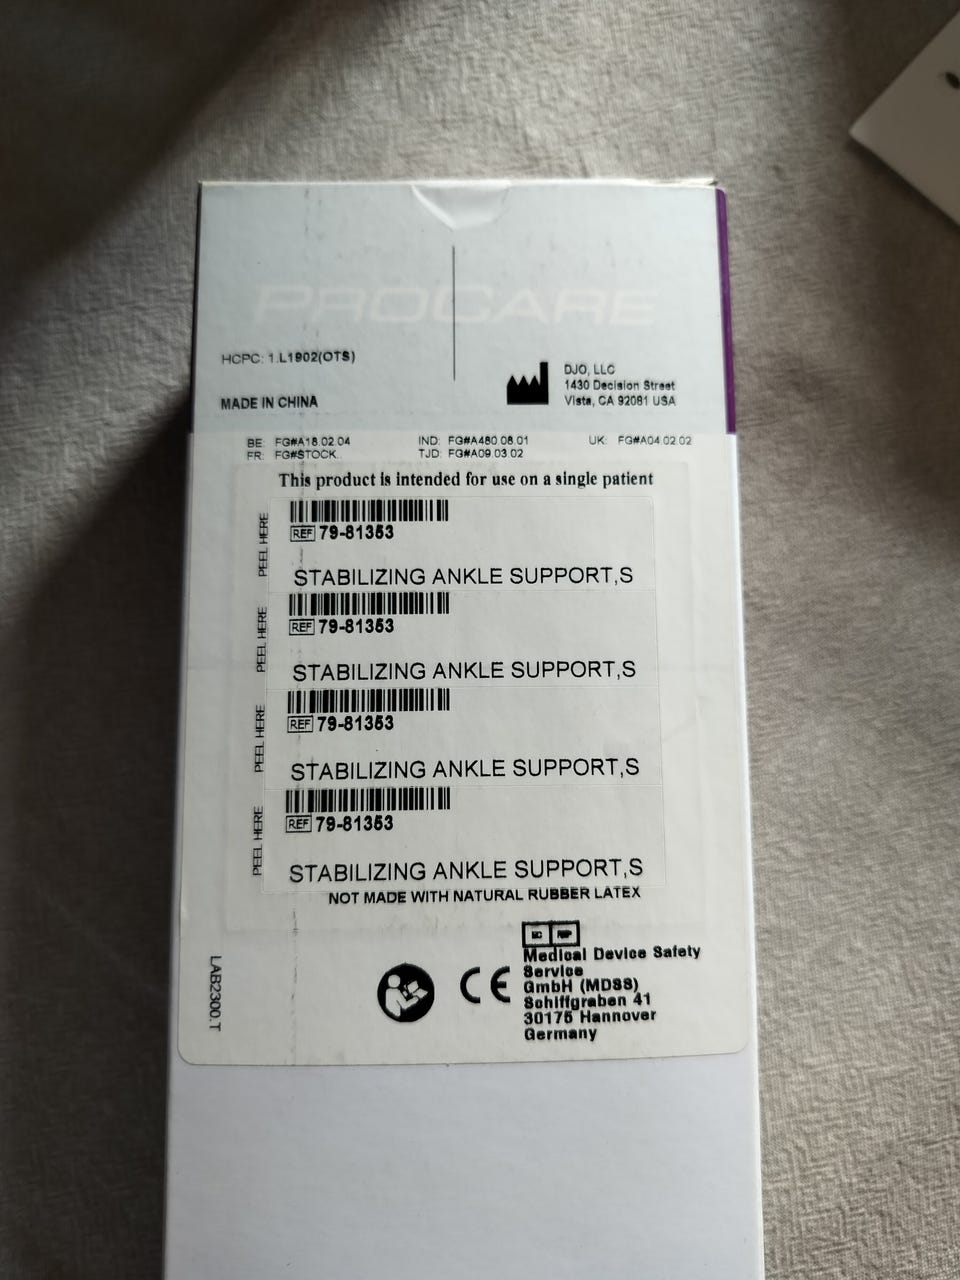 PROCARE
HCPC: 1.L1902(OTS)
MADE IN CHINA
DJO, LLC
1430 Decision Street
Vista, CA 92081 USA
BE: FG#A18.02.04
FR: FG#STOCK..
IND: FG#A480.08.01
TJD: FG#A09.03.02
UK: FG#A04.02.02
This product is intended for use on a single patient
PEEL HERE
REF 79-81353
STABILIZING ANKLE SUPPORT,S
PEEL HERE
REF 79-81353
STABILIZING ANKLE SUPPORT,S
PEEL HERE
REF 79-81353
STABILIZING ANKLE SUPPORT,S
PEEL HERE
REF 79-81353
STABILIZING ANKLE SUPPORT,S
NOT MADE WITH NATURAL RUBBER LATEX
LAB2300.T
CE
EC REP
Medical Device Safety
Service
GmbH (MDSS)
Schiffgraben 41
30175 Hannover
Germany